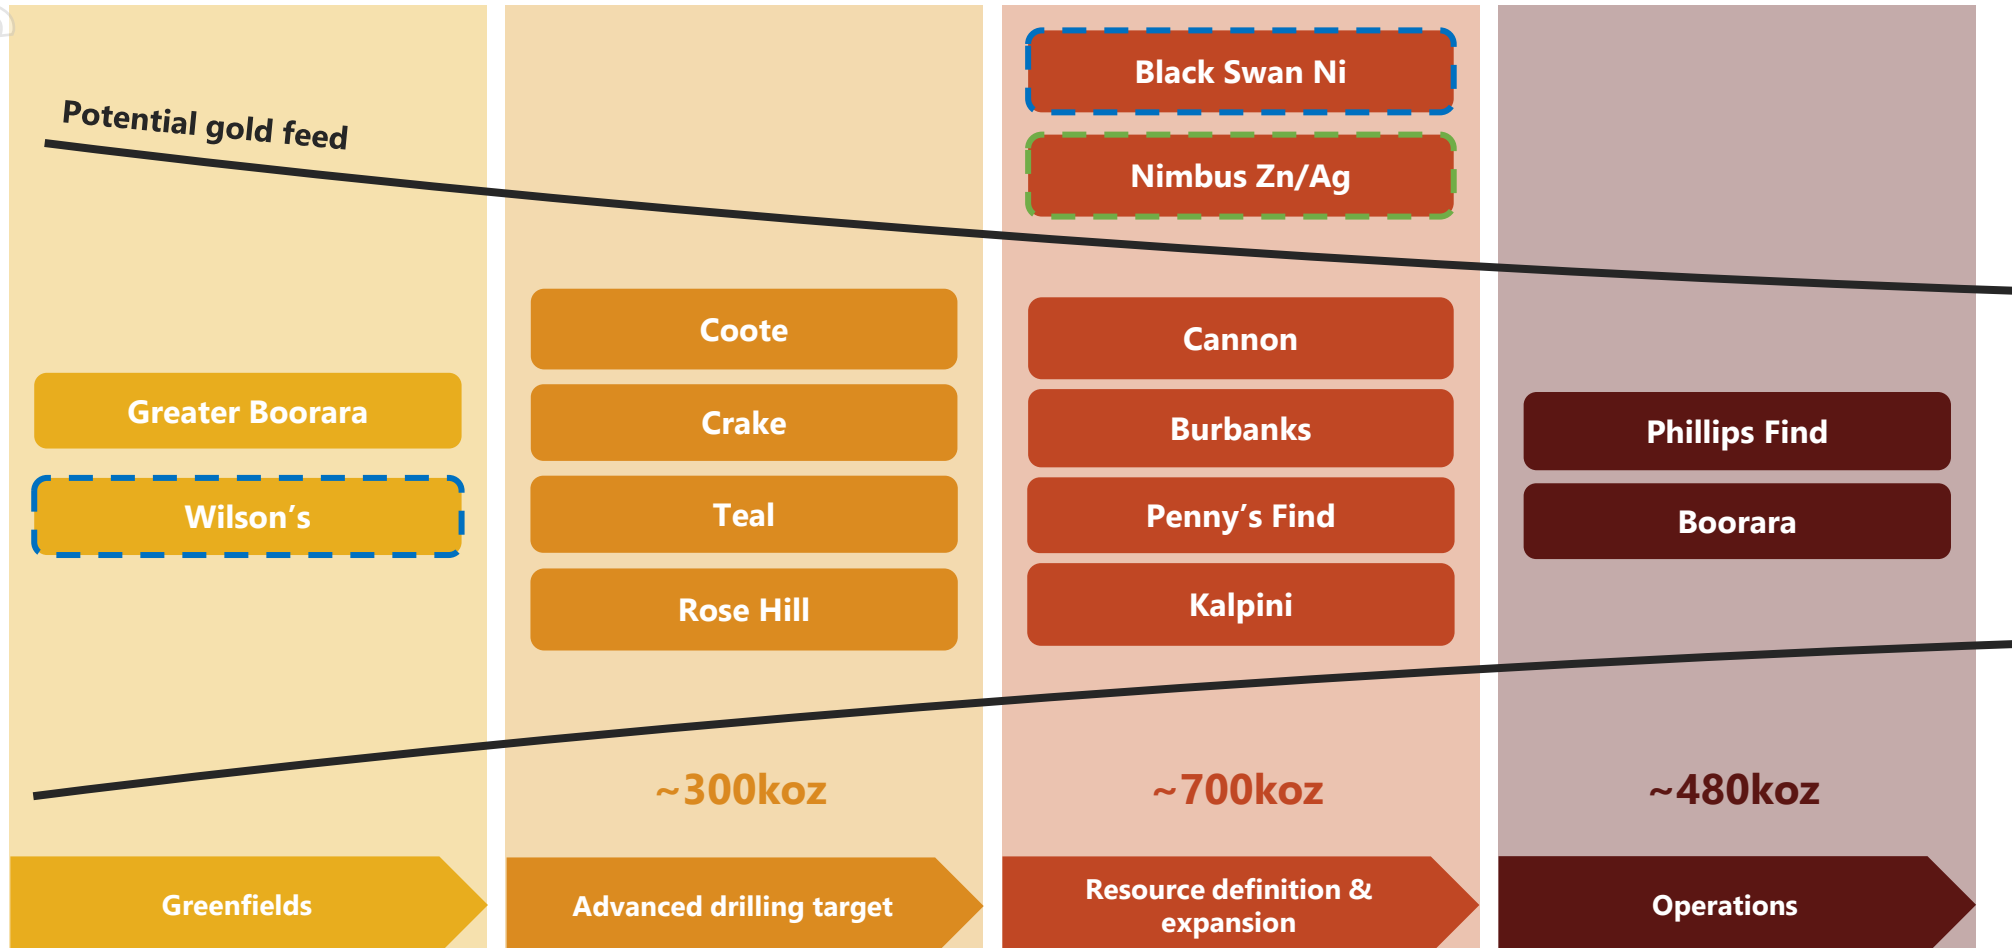 Potential gold feed
Greater Boorara
Wilson’s
Coote
Crake
Teal
Rose Hill
~300koz
Black Swan Ni
Nimbus Zn/Ag
Cannon
Burbanks
Penny’s Find
Kalpini
~700koz
Phillips Find
Boorara
~480koz
Greenfields
Advanced drilling target
Resource definition &
expansion
Operations